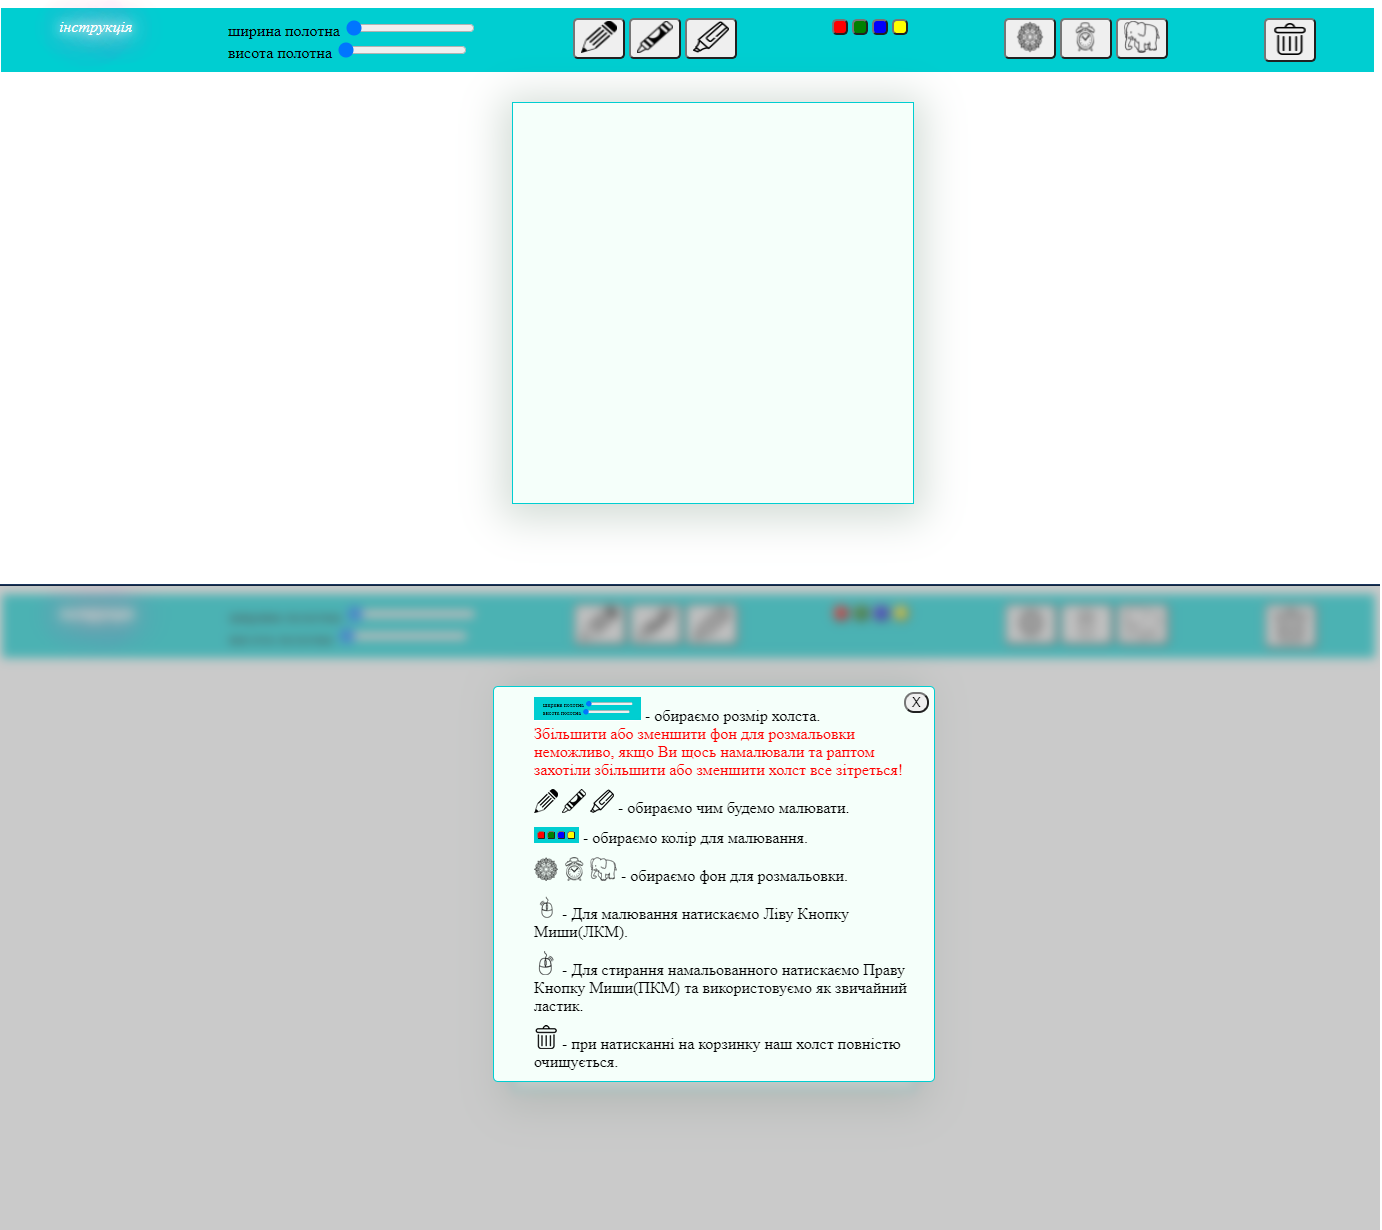 інструкція
ширина полотна
висота полотна
X
ширина полотна
висота полотна
- обираємо розмір холста.
Збільшити або зменшити фон для розмальовки
неможливо, якщо Ви щось намалювали та раптом
захотіли збільшити або зменшити холст все зітреться!
- обираємо чим будемо малювати.
- обираємо колір для малювання.
- обираємо фон для розмальовки.
- Для малювання натискаємо Ліву Кнопку
Миши(ЛКМ).
- Для стирання намальованного натискаємо Праву
Кнопку Миши(ПКМ) та використовуємо як звичайний
ластик.
- при натисканні на корзинку наш холст повністю
очищується.